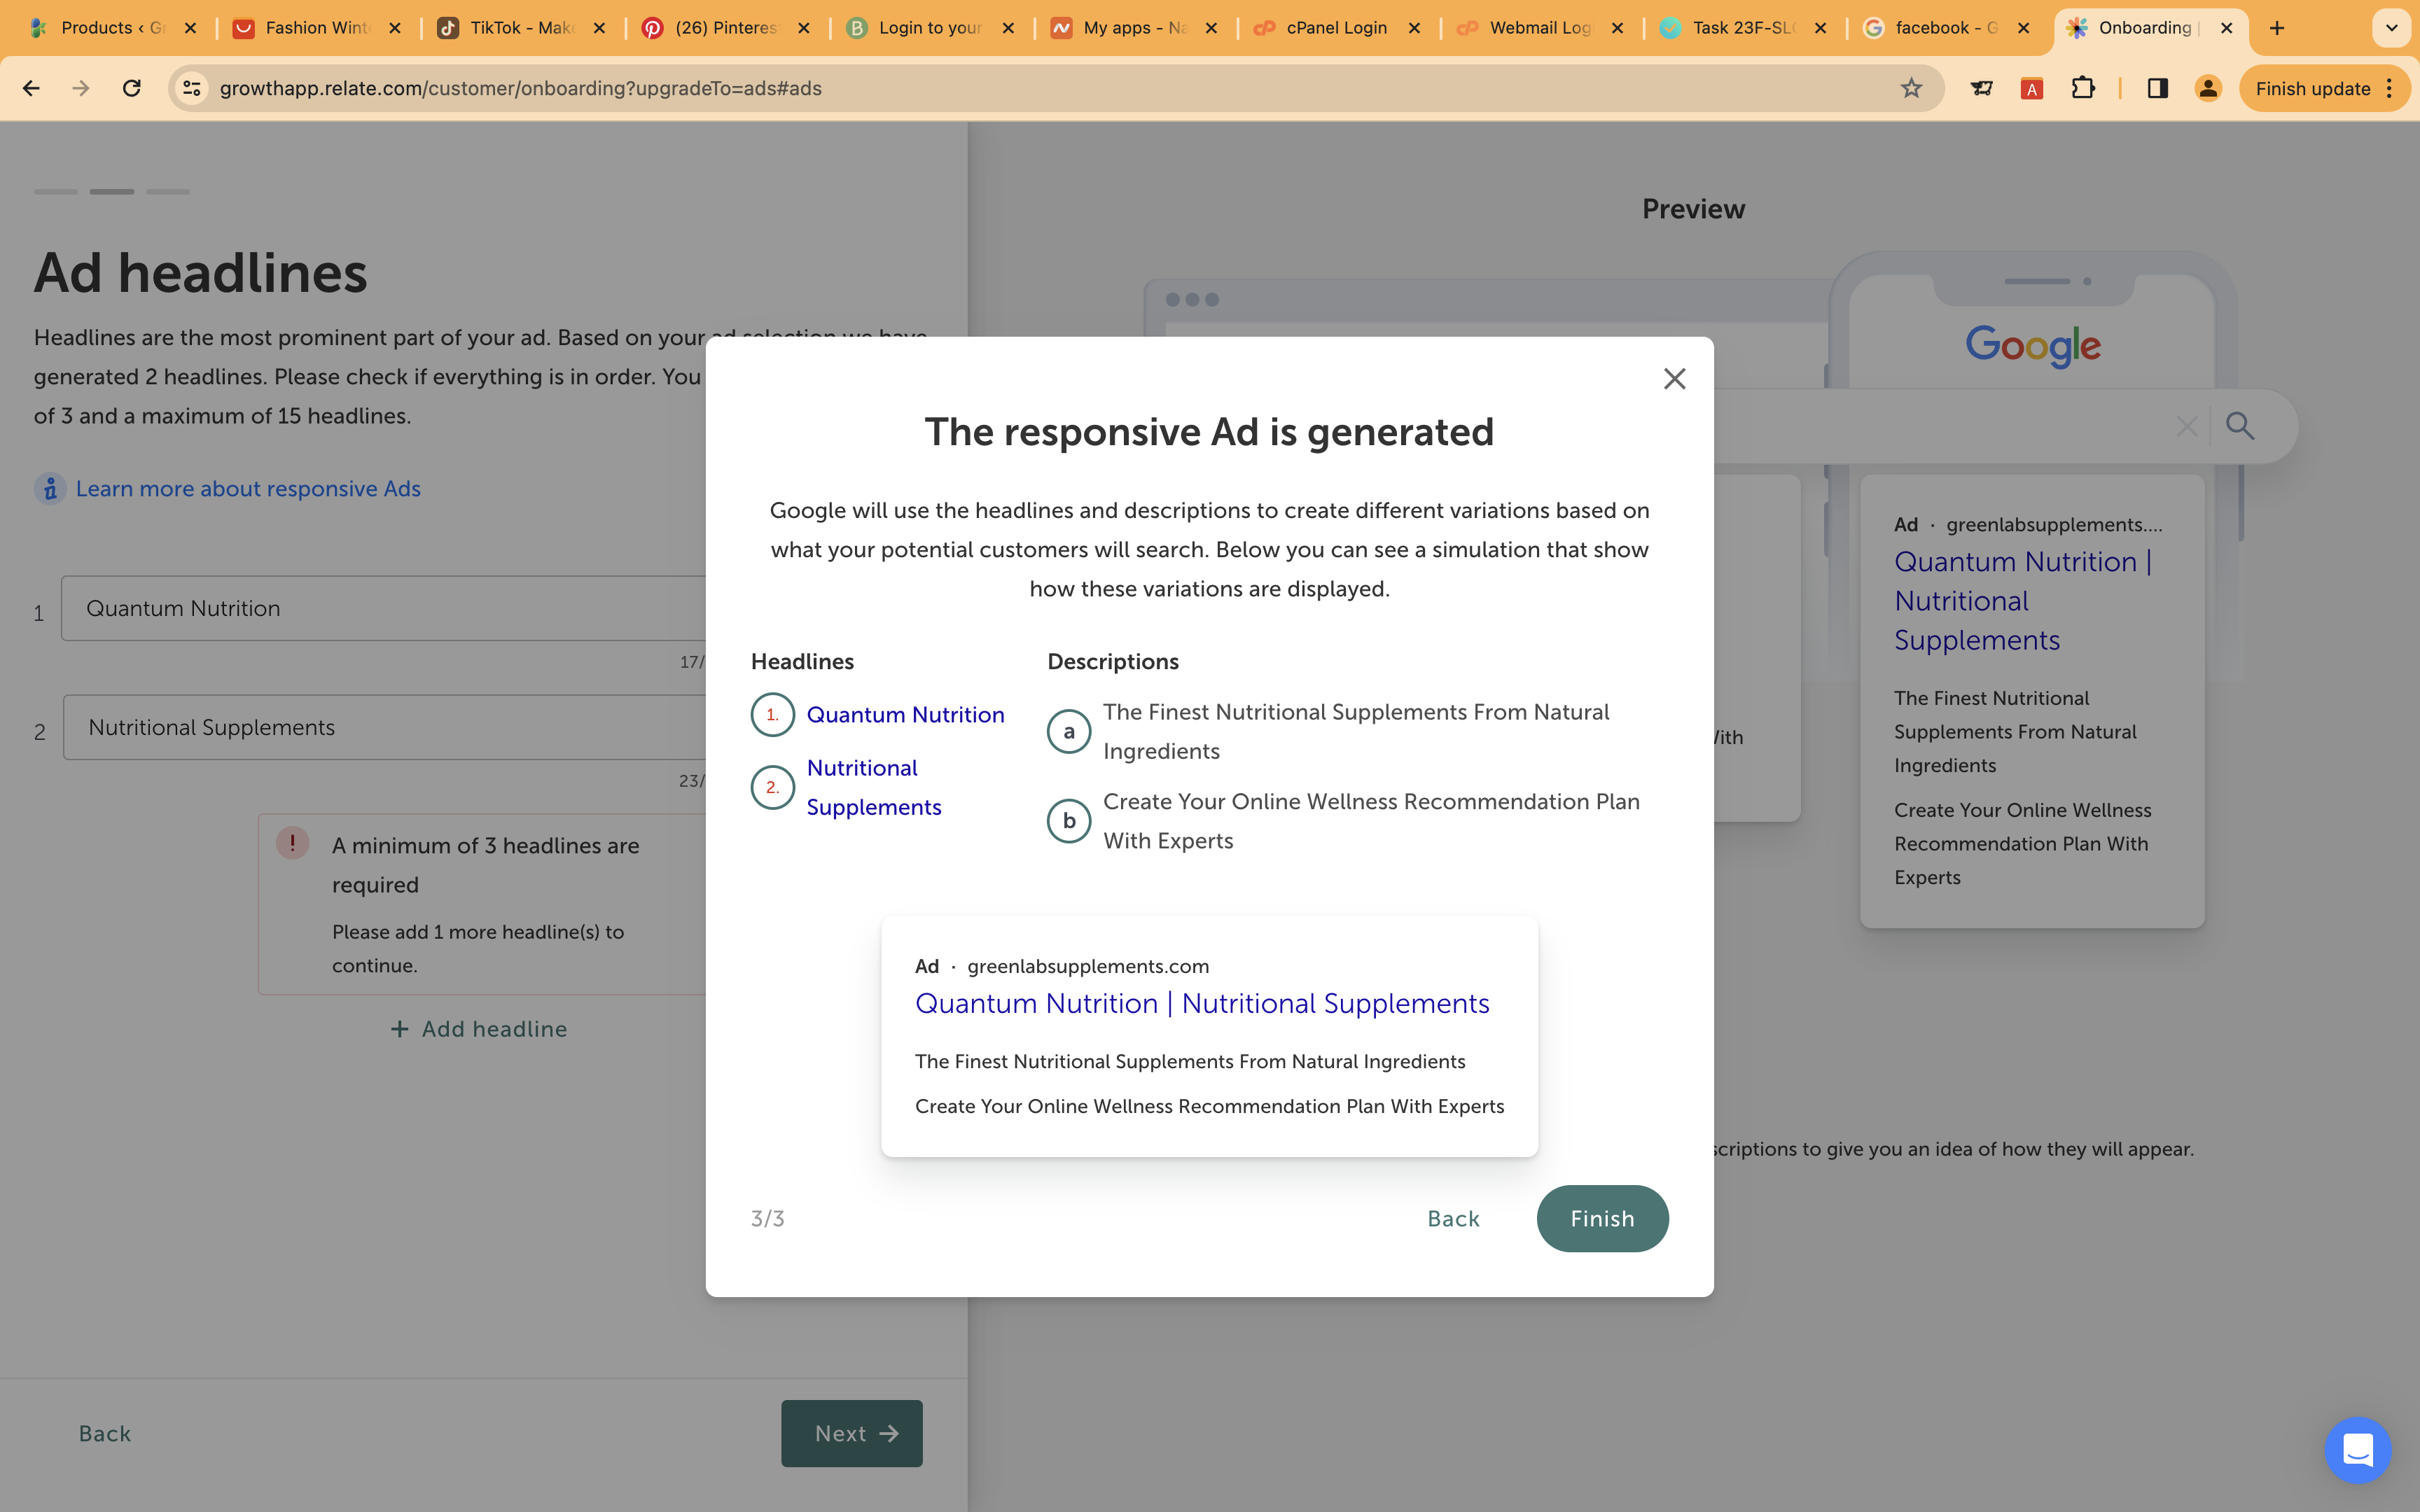 Products ‹ Gr
Fashion Winte
TikTok - Make
(26) Pinteres
Login to your
My apps - Na
cPanel Login
Webmail Log
Task 23F-SL
facebook - G
Onboarding |
growthapp.relate.com/customer/onboarding?upgradeTo=ads#ads
A
Finish update
Ad headlines
Headlines are the most prominent part of your ad. Based on your ad selection we have
generated 2 headlines. Please check if everything is in order. You
of 3 and a maximum of 15 headlines.
Learn more about responsive Ads
1 Quantum Nutrition
17/
2 Nutritional Supplements
23/
! A minimum of 3 headlines are
required
Please add 1 more headline(s) to
continue.
+ Add headline
Back
Next →
The responsive Ad is generated
Google will use the headlines and descriptions to create different variations based on
what your potential customers will search. Below you can see a simulation that show
how these variations are displayed.
Headlines
1. Quantum Nutrition
2. Nutritional
Supplements
Descriptions
a The Finest Nutritional Supplements From Natural
Ingredients
b Create Your Online Wellness Recommendation Plan
With Experts
Ad · greenlabsupplements.com
Quantum Nutrition | Nutritional Supplements
The Finest Nutritional Supplements From Natural Ingredients
Create Your Online Wellness Recommendation Plan With Experts
3/3
Back
Finish
Preview
Google
With
Ad · greenlabsupplements....
Quantum Nutrition |
Nutritional
Supplements
The Finest Nutritional
Supplements From Natural
Ingredients
Create Your Online Wellness
Recommendation Plan With
Experts
scriptions to give you an idea of how they will appear.